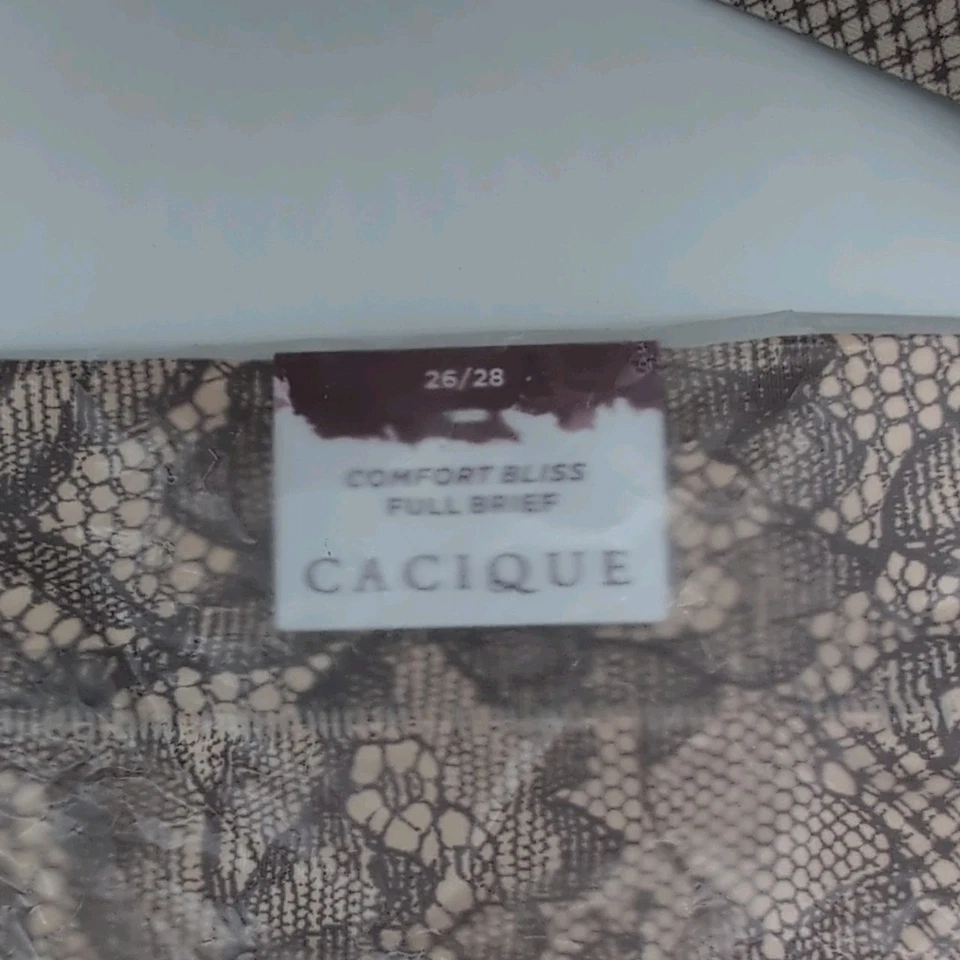 26/28
COMFORT BLISS
FULL BRIEF
CACIQUE